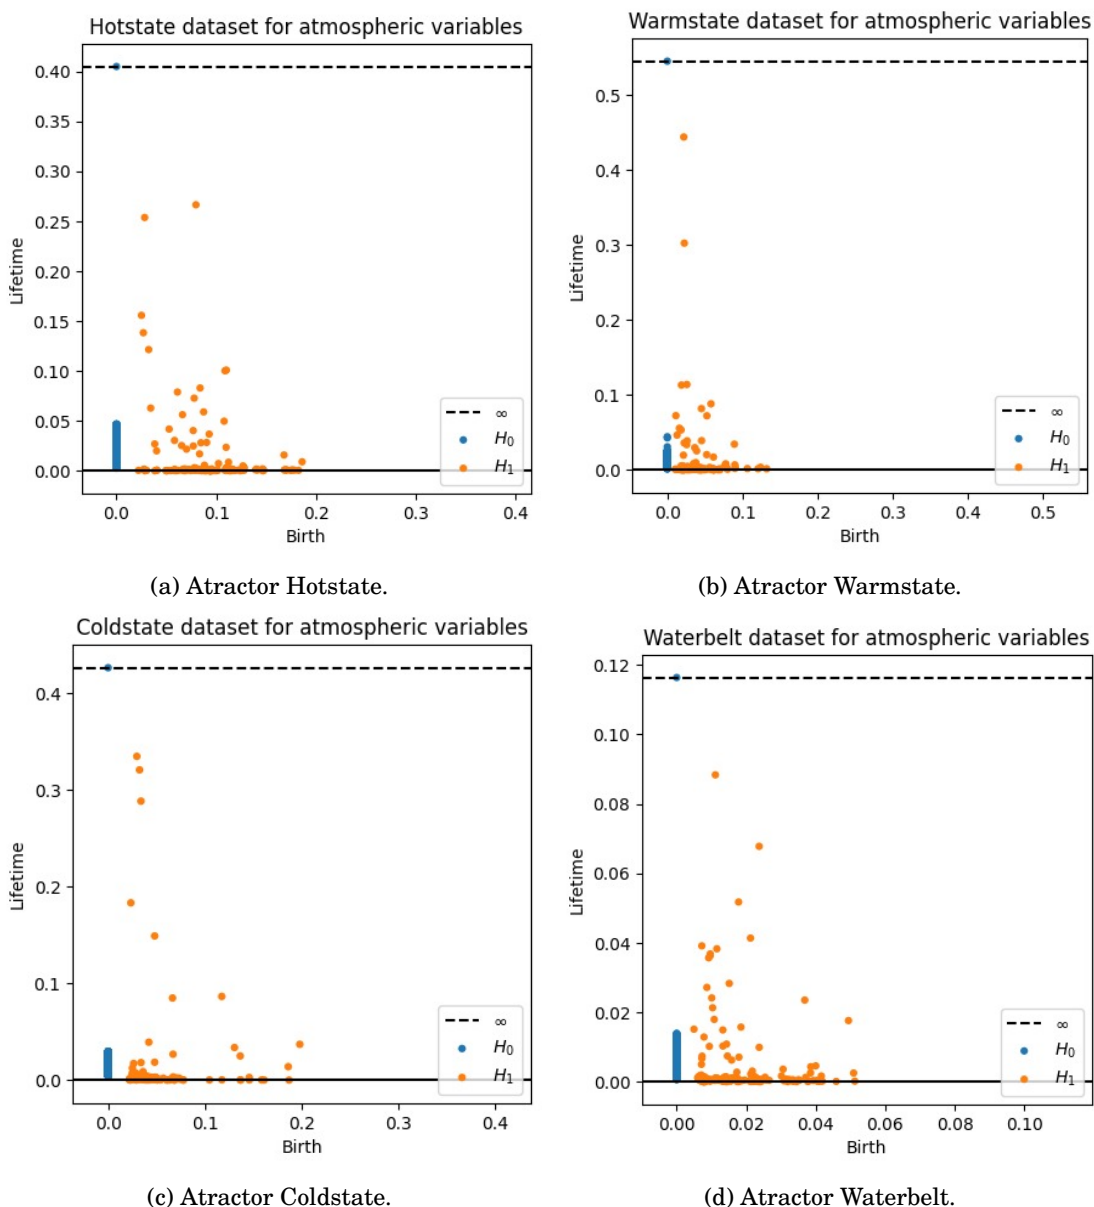 Hotstate dataset for atmospheric variables
0.40
0.35
0.30
0.25
0.20
0.15
0.10
0.05
0.00
Lifetime
∞
H₀
H₁
0.0 0.1 0.2 0.3 0.4
Birth
(a) Atractor Hotstate.
Warmstate dataset for atmospheric variables
0.5
0.4
0.3
0.2
0.1
0.0
Lifetime
∞
H₀
H₁
0.0 0.1 0.2 0.3 0.4 0.5
Birth
(b) Atractor Warmstate.
Coldstate dataset for atmospheric variables
0.4
0.3
0.2
0.1
0.0
Lifetime
∞
H₀
H₁
0.0 0.1 0.2 0.3 0.4
Birth
(c) Atractor Coldstate.
Waterbelt dataset for atmospheric variables
0.12
0.10
0.08
0.06
0.04
0.02
0.00
Lifetime
∞
H₀
H₁
0.00 0.02 0.04 0.06 0.08 0.10
Birth
(d) Atractor Waterbelt.